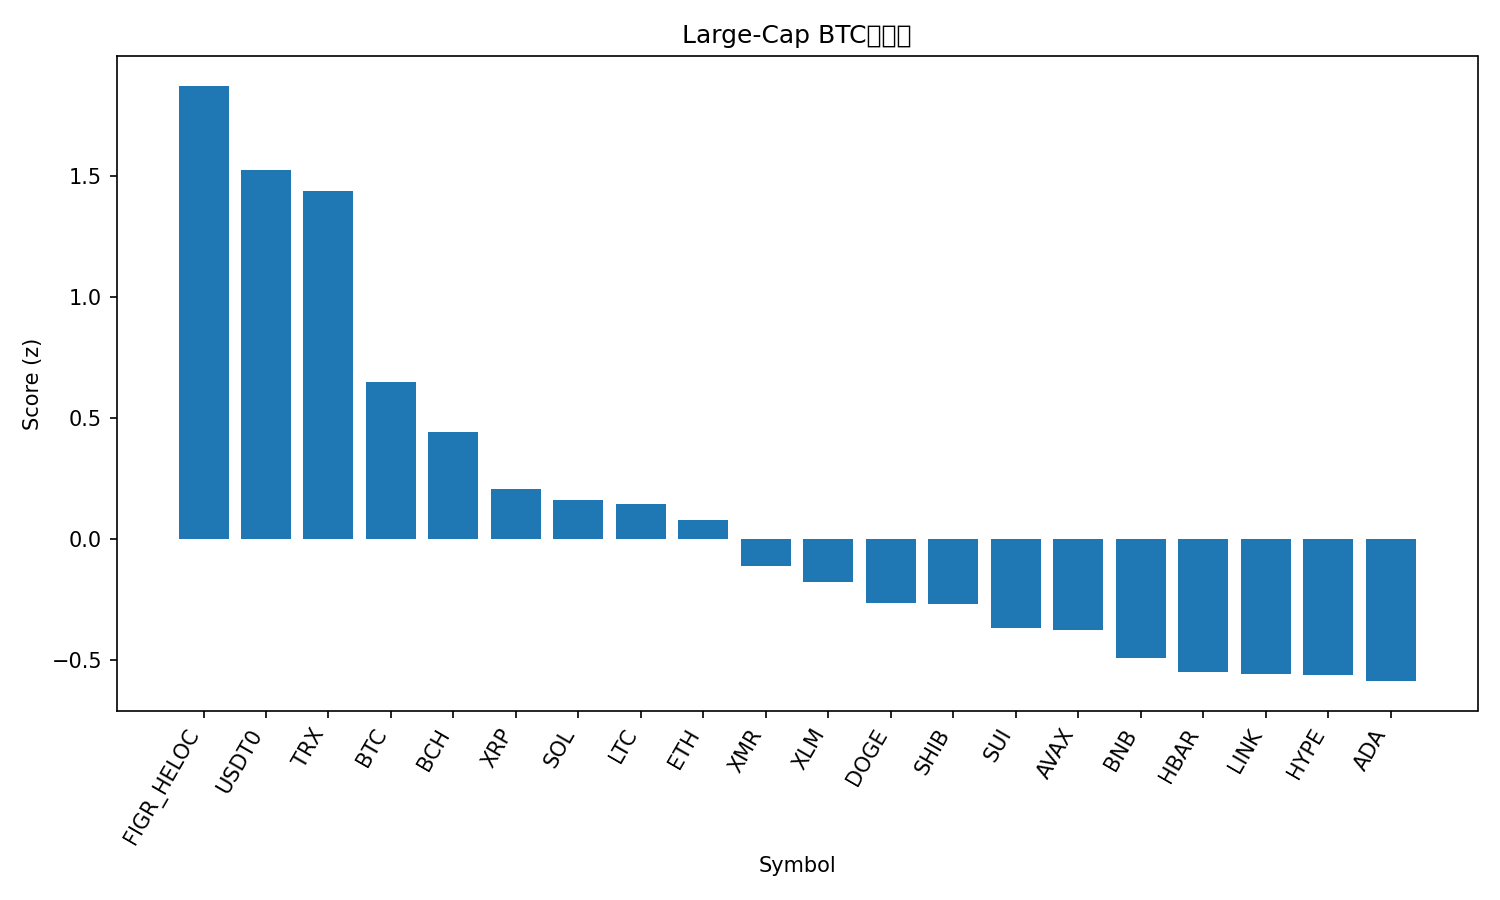 Large-Cap BTC
Score (z)
1.5
1.0
0.5
0.0
−0.5
FIGR_HELOC
USDT0
TRX
BTC
BCH
XRP
SOL
LTC
ETH
XMR
XLM
DOGE
SHIB
SUI
AVAX
BNB
HBAR
LINK
HYPE
ADA
Symbol